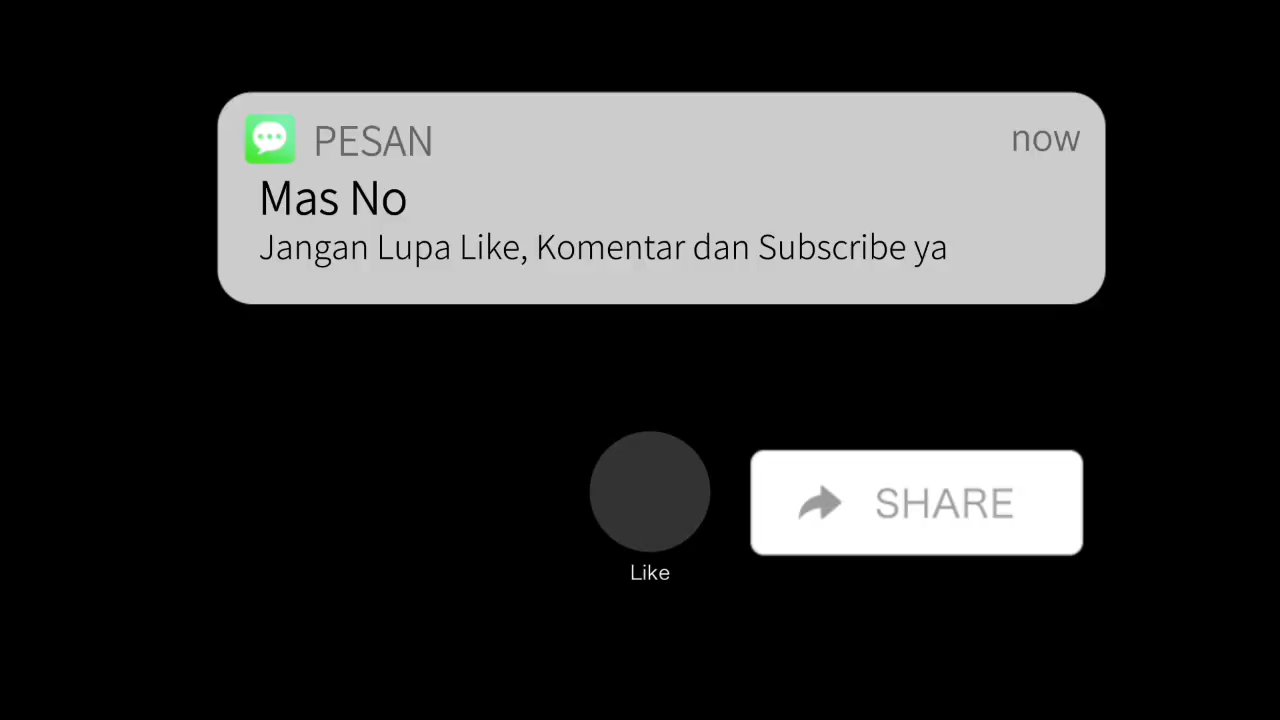 PESAN
now
Mas No
Jangan Lupa Like, Komentar dan Subscribe ya
SHARE
Like